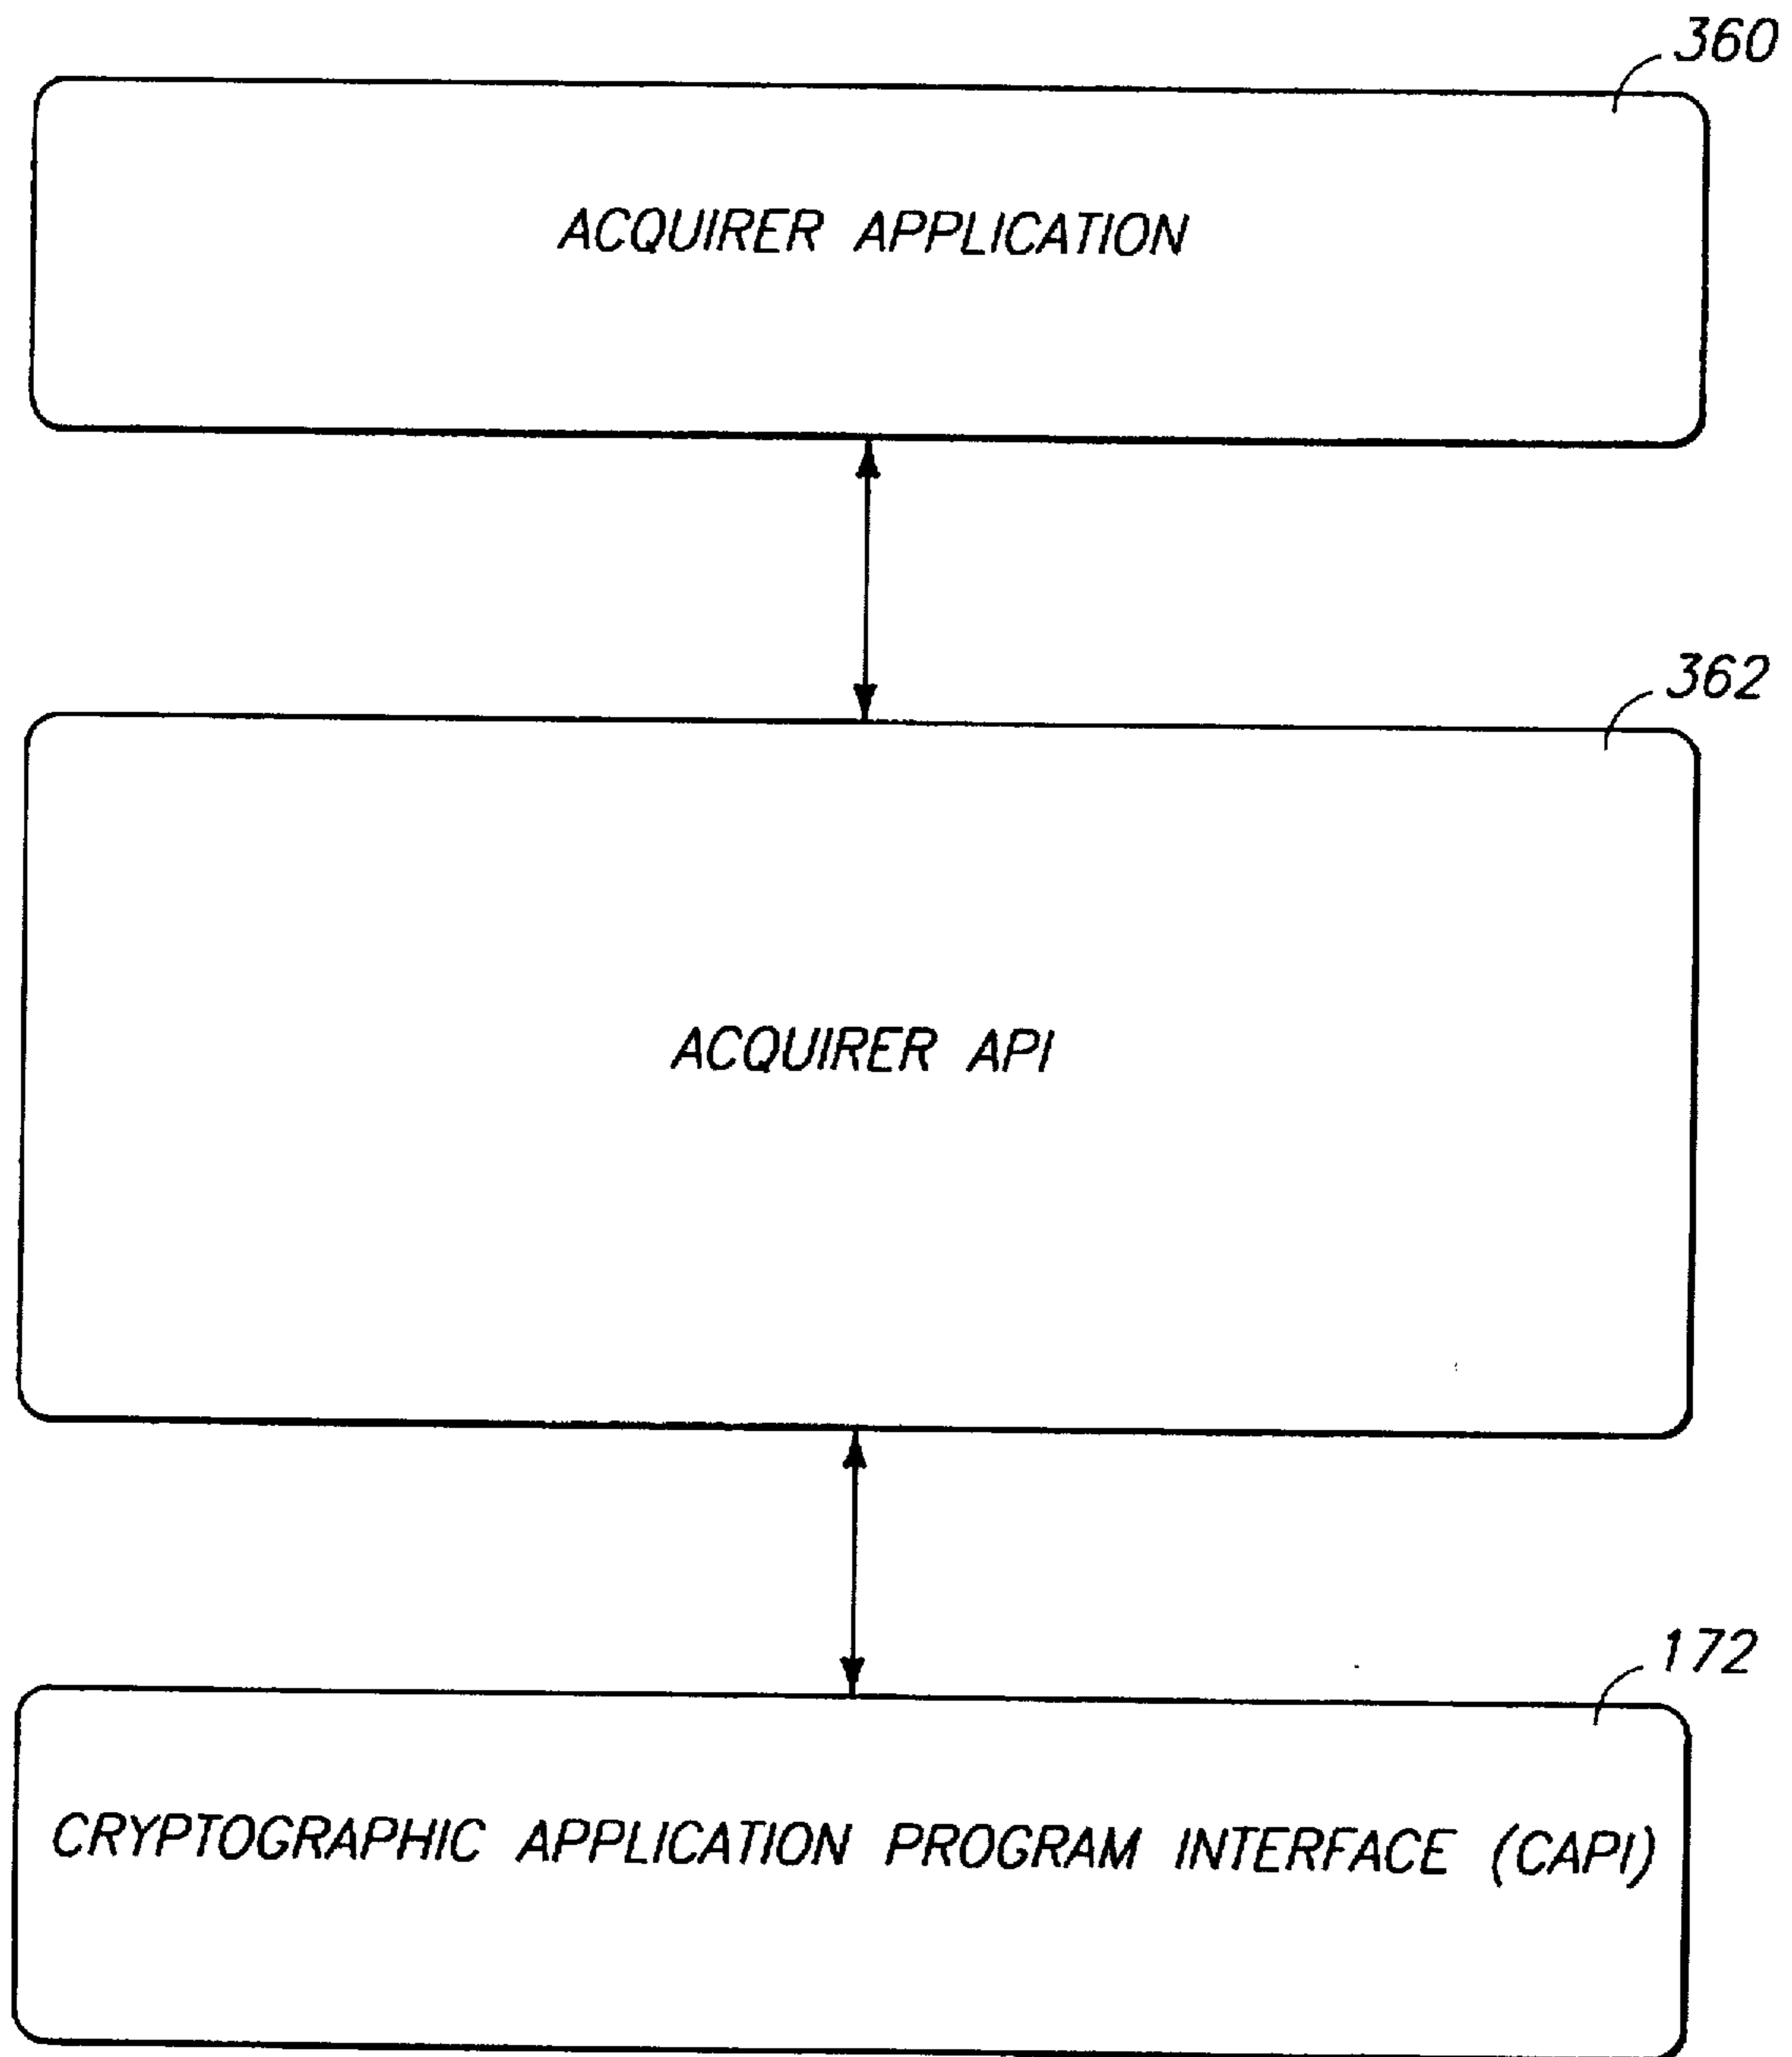 360
ACQUIRER APPLICATION
362
ACQUIRER API
172
CRYPTOGRAPHIC APPLICATION PROGRAM INTERFACE (CAPI)